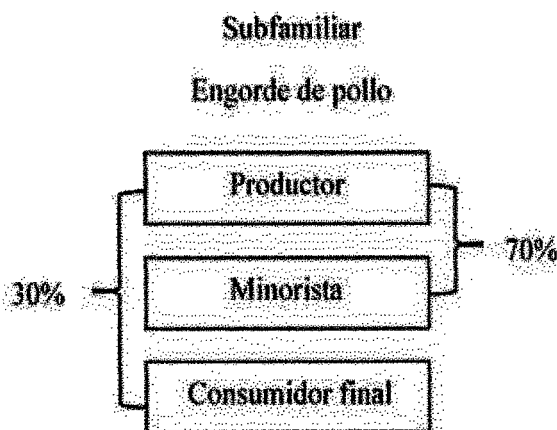 Subfamiliar
Engorde de pollo
Productor
70%
30%
Minorista
Consumidor final